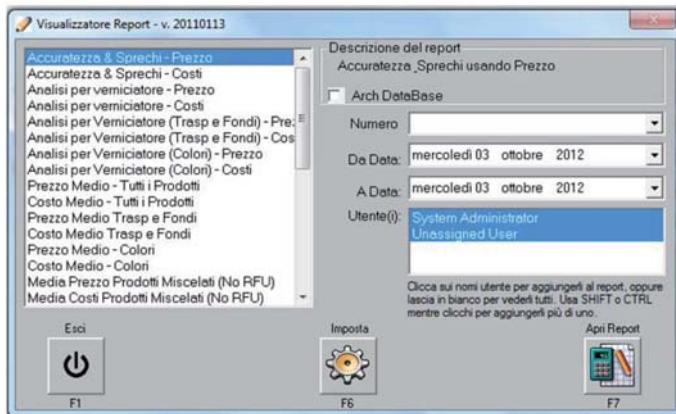 Visualizzatore Report - v. 20110113
Accuratezza & Sprechi - Prezzo
Accuratezza & Sprechi - Costi
Analisi per verniciatore - Prezzo
Analisi per verniciatore - Costi
Analisi per Verniciatore (Trasp e Fondi) - Prez
Analisi per Verniciatore (Trasp e Fondi) - Cos
Analisi per Verniciatore (Colori) - Prezzo
Analisi per Verniciatore (Colori) - Costi
Prezzo Medio - Tutti i Prodotti
Costo Medio - Tutti i Prodotti
Prezzo Medio Trasp e Fondi
Costo Medio Trasp e Fondi
Prezzo Medio - Colori
Costo Medio - Colori
Media Prezzo Prodotti Miscelati (No RFU)
Media Costi Prodotti Miscelati (No RFU)
Descrizione del report
Accuratezza _Sprechi usando Prezzo
Arch DataBase
Numero
Da Data: mercoledì 03 ottobre 2012
A Data: mercoledì 03 ottobre 2012
Utente(i): System Administrator
Unassigned User
Clicca sui nomi utente per aggiungerli al report, oppure
lascia in bianco per vederli tutti. Usa SHIFT o CTRL
mentre clicchi per aggiungerli più di uno.
Esci
F1
Imposta
F6
Apri Report
F7